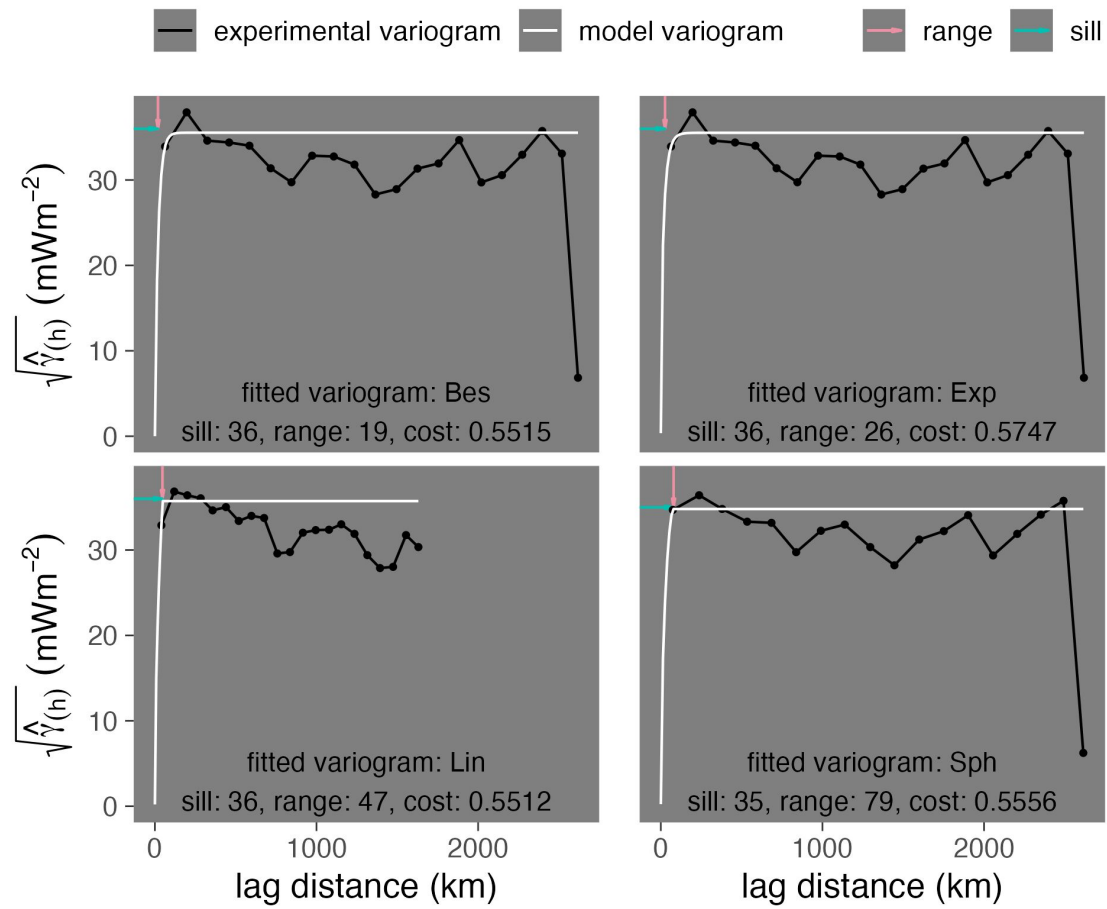 experimental variogram model variogram range sill
√γ̂(h) (mWm⁻²)
30
20
10
0
fitted variogram: Bes
sill: 36, range: 19, cost: 0.5515
fitted variogram: Exp
sill: 36, range: 26, cost: 0.5747
√γ̂(h) (mWm⁻²)
30
20
10
0
fitted variogram: Lin
sill: 36, range: 47, cost: 0.5512
fitted variogram: Sph
sill: 35, range: 79, cost: 0.5556
0 1000 2000
0 1000 2000
lag distance (km)
lag distance (km)